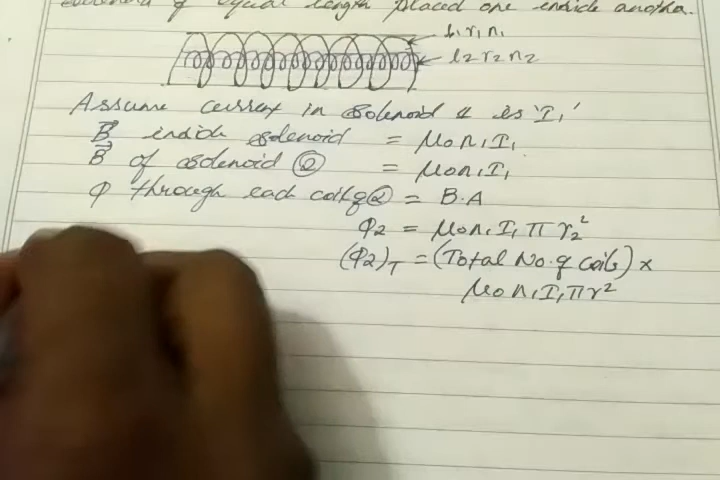 of equal length placed one inside another.
l₁ r₁ n₁
l₂ r₂ n₂
Assume current in solenoid 1 is 'I₁'
B⃗ inside solenoid = μ₀n₁I₁
B⃗ of solenoid ② = μ₀n₁I₁
φ through each coil of ② = B.A
φ₂ = μ₀n₁I₁πr₂²
(φ₂)ₜ = (Total No. of coils) ×
μ₀n₁I₁πr²